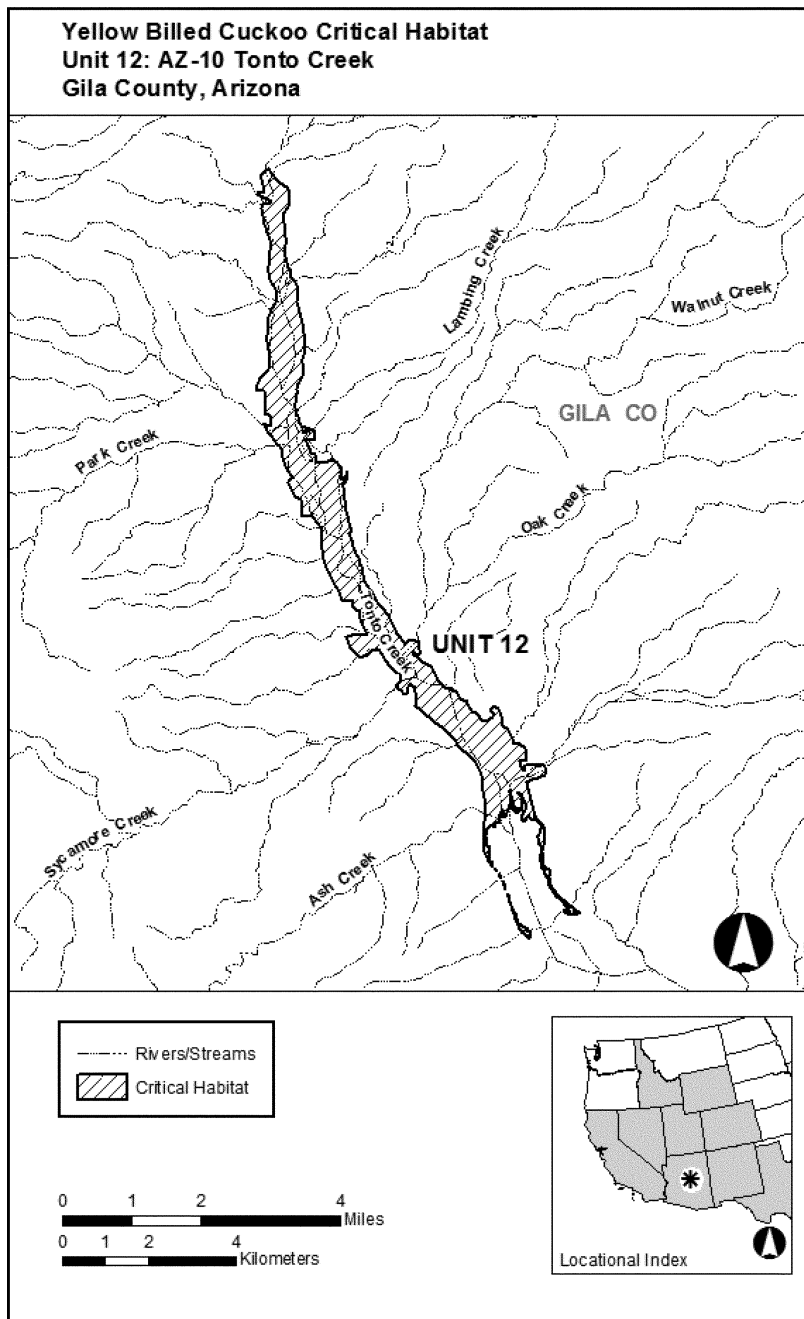 Yellow Billed Cuckoo Critical Habitat
Unit 12: AZ-10 Tonto Creek
Gila County, Arizona
Lambing Creek
Walnut Creek
GILA CO
Park Creek
Oak Creek
Tonto Creek
UNIT 12
Sycamore Creek
Ash Creek
Rivers/Streams
Critical Habitat
0 1 2 4
Miles
0 1 2 4
Kilometers
Locational Index